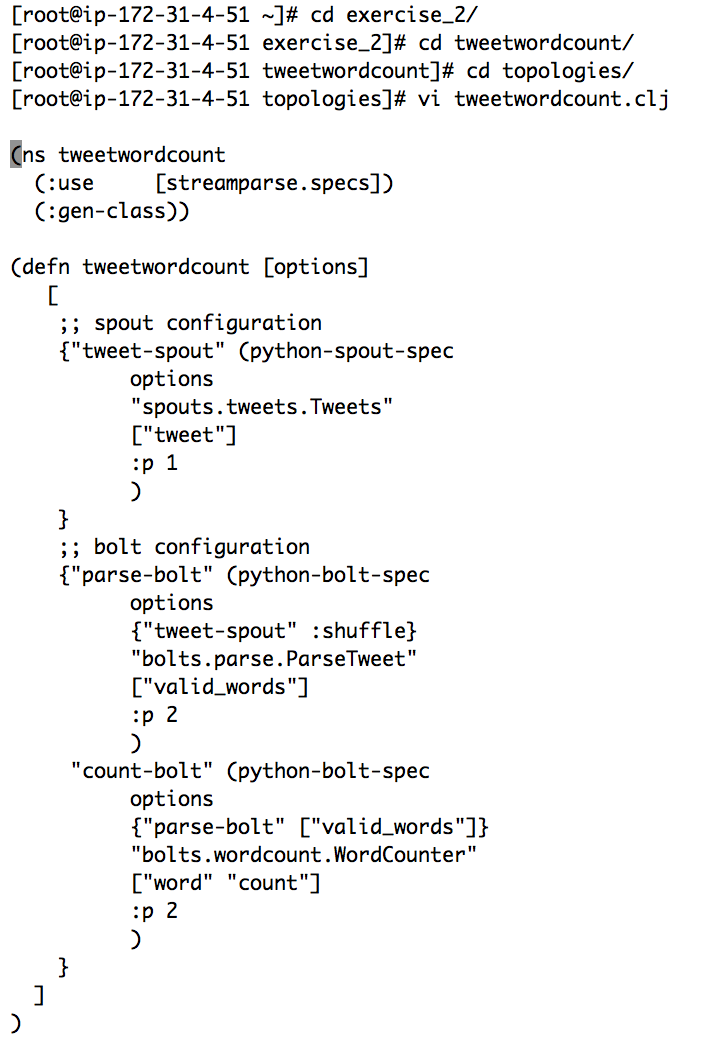 [root@ip-172-31-4-51 ~]# cd exercise_2/
[root@ip-172-31-4-51 exercise_2]# cd tweetwordcount/
[root@ip-172-31-4-51 tweetwordcount]# cd topologies/
[root@ip-172-31-4-51 topologies]# vi tweetwordcount.clj

(ns tweetwordcount
  (:use     [streamparse.specs])
  (:gen-class))

(defn tweetwordcount [options]
   [
    ;; spout configuration
    {"tweet-spout" (python-spout-spec
          options
          "spouts.tweets.Tweets"
          ["tweet"]
          :p 1
          )
    }
    ;; bolt configuration
    {"parse-bolt" (python-bolt-spec
          options
          {"tweet-spout" :shuffle}
          "bolts.parse.ParseTweet"
          ["valid_words"]
          :p 2
          )
     "count-bolt" (python-bolt-spec
          options
          {"parse-bolt" ["valid_words"]}
          "bolts.wordcount.WordCounter"
          ["word" "count"]
          :p 2
          )
    }
  ]
)